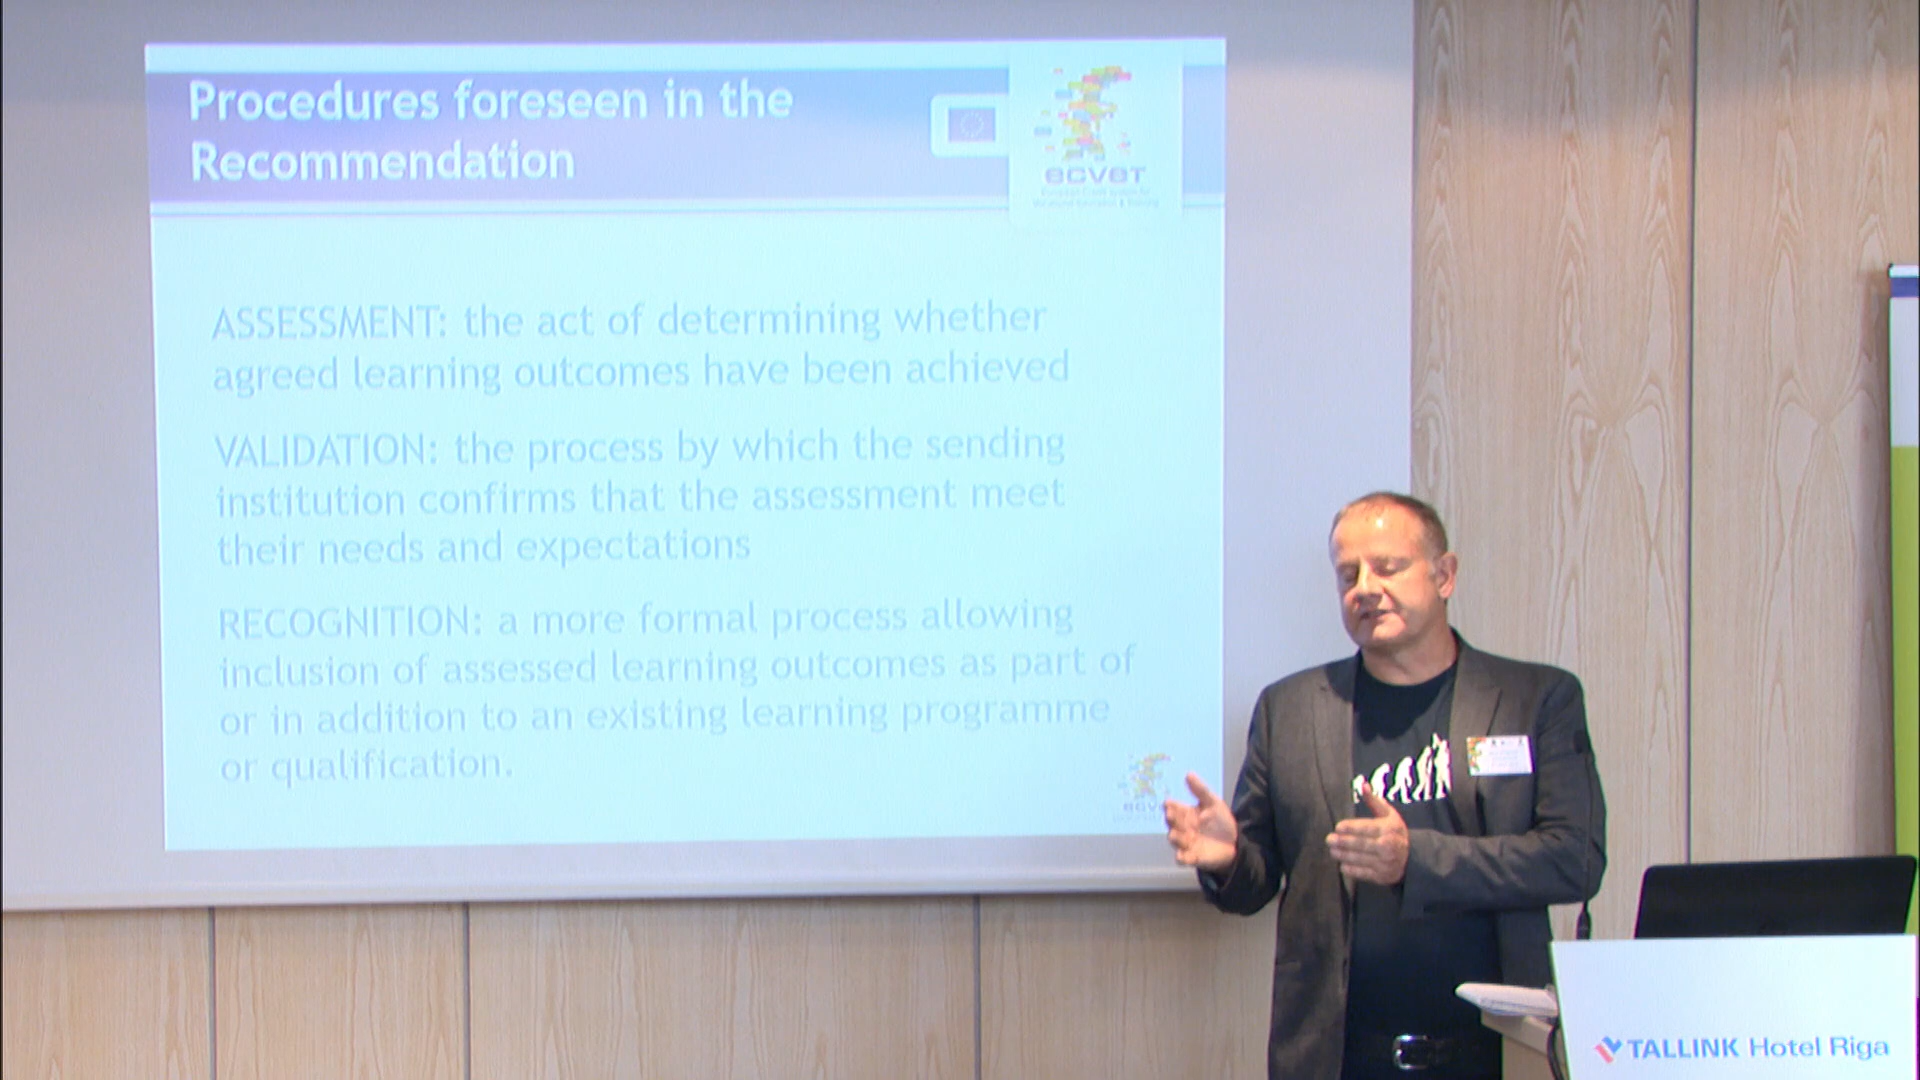 Procedures foreseen in the
Recommendation
ecvet
ASSESSMENT: the act of determining whether
agreed learning outcomes have been achieved
VALIDATION: the process by which the sending
institution confirms that the assessment meet
their needs and expectations
RECOGNITION: a more formal process allowing
inclusion of assessed learning outcomes as part of
or in addition to an existing learning programme
or qualification.
TALLINK Hotel Riga